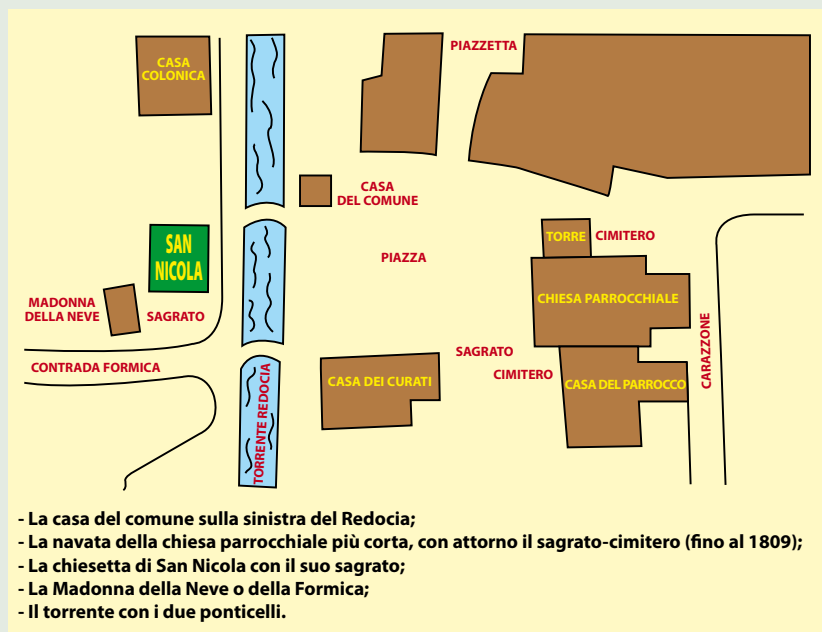 PIAZZETTA
CASA
COLONICA
CASA
DEL COMUNE
SAN
NICOLA
TORRE
CIMITERO
PIAZZA
MADONNA
DELLA NEVE
SAGRATO
CHIESA PARROCCHIALE
CONTRADA FORMICA
TORRENTE REDOCIA
CASA DEI CURATI
SAGRATO
CIMITERO
CASA DEL PARROCO
CARAZZONE
- La casa del comune sulla sinistra del Redocia;
- La navata della chiesa parrocchiale più corta, con attorno il sagrato-cimitero (fino al 1809);
- La chiesetta di San Nicola con il suo sagrato;
- La Madonna della Neve o della Formica;
- Il torrente con i due ponticelli.